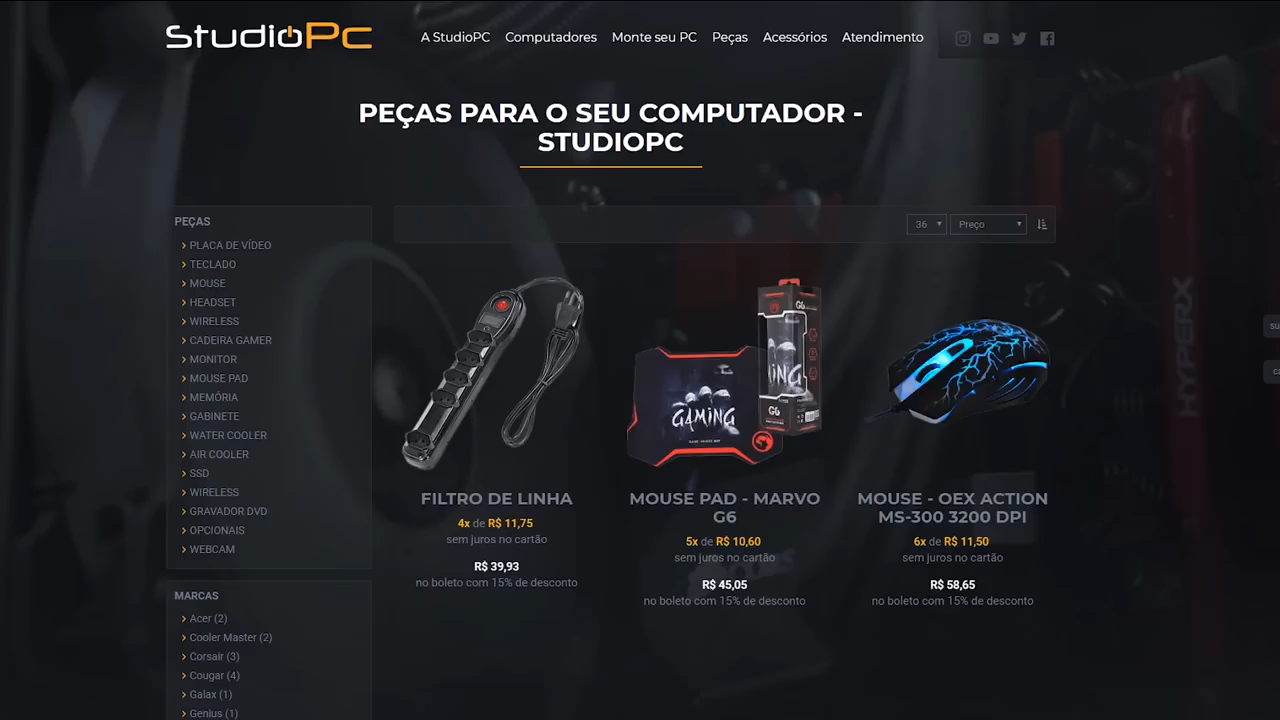 StudioPc
A StudioPC Computadores Monte seu PC Peças Acessórios Atendimento
PEÇAS PARA O SEU COMPUTADOR -
STUDIOPC
PEÇAS
PLACA DE VÍDEO
TECLADO
MOUSE
HEADSET
WIRELESS
CADEIRA GAMER
MONITOR
MOUSE PAD
MEMÓRIA
GABINETE
WATER COOLER
AIR COOLER
SSD
WIRELESS
GRAVADOR DVD
OPCIONAIS
WEBCAM
MARCAS
Acer (2)
Cooler Master (2)
Corsair (3)
Cougar (4)
Galax (1)
Genius (1)
36 Preço
FILTRO DE LINHA
4x de R$ 11,75
sem juros no cartão
R$ 39,93
no boleto com 15% de desconto
GAMING
G6
G6
MOUSE PAD - MARVO
G6
5x de R$ 10,60
sem juros no cartão
R$ 45,05
no boleto com 15% de desconto
MOUSE - OEX ACTION
MS-300 3200 DPI
6x de R$ 11,50
sem juros no cartão
R$ 58,65
no boleto com 15% de desconto
HYPERX